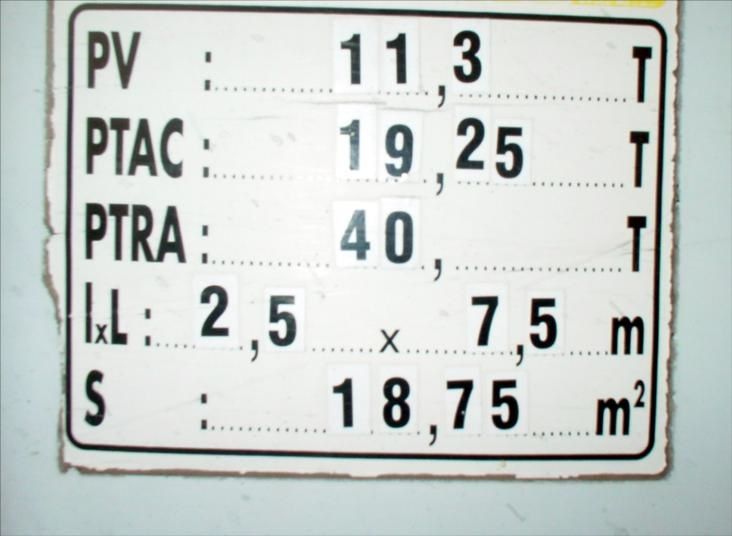 PV : 11,3 T
PTAC : 19,25 T
PTRA : 40, T
lxL : 2,5 x 7,5 m
S : 18,75 m²